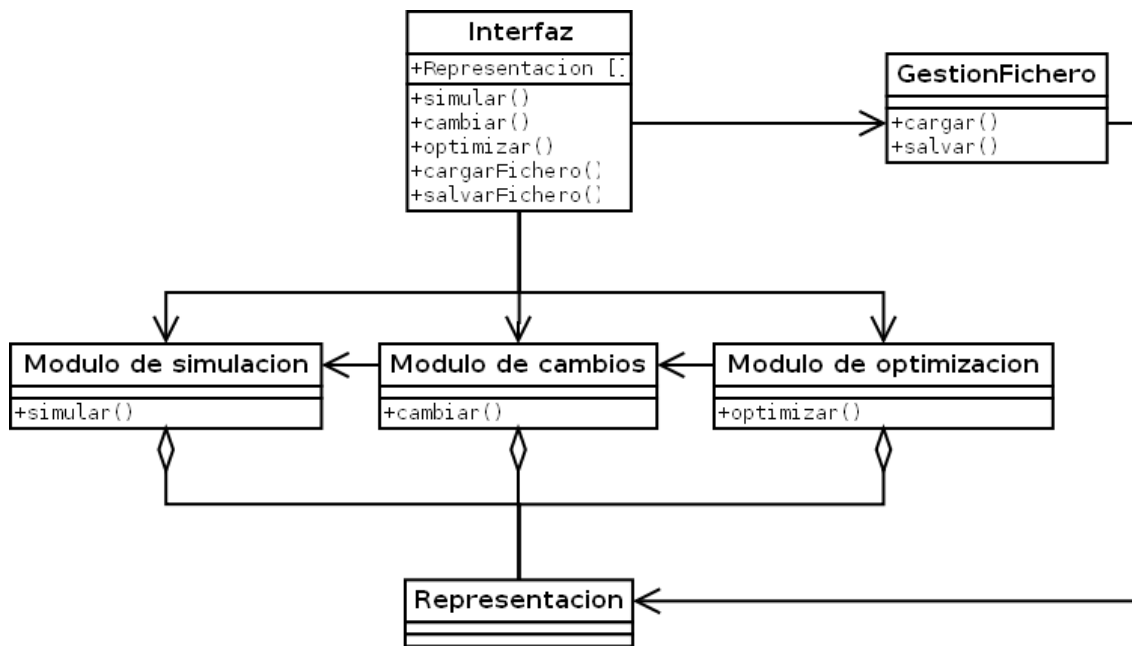 Interfaz
+Representacion []
+simular()
+cambiar()
+optimizar()
+cargarFichero()
+salvarFichero()
GestionFichero
+cargar()
+salvar()
Modulo de simulacion
+simular()
Modulo de cambios
+cambiar()
Modulo de optimizacion
+optimizar()
Representacion